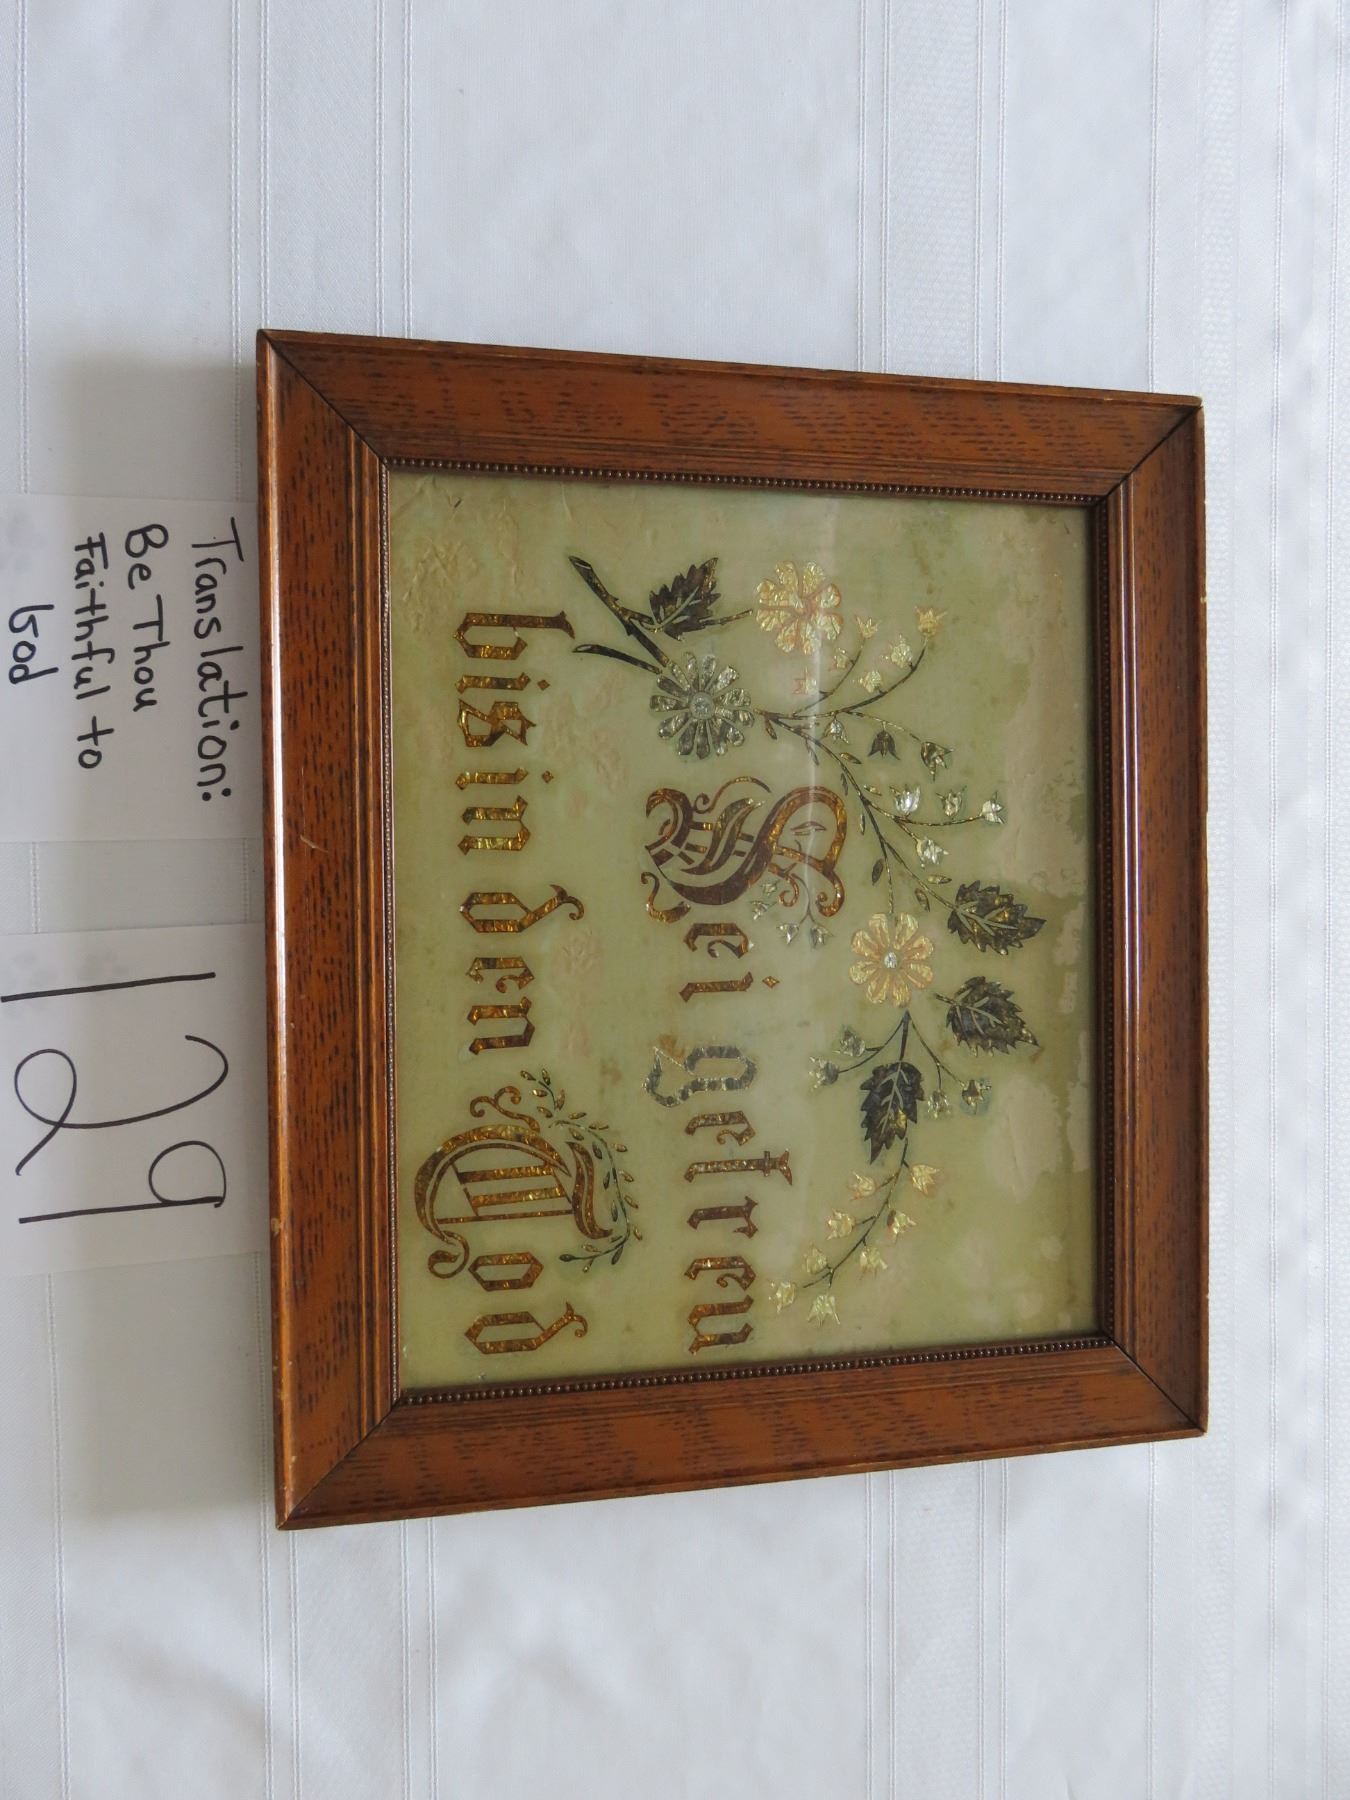 Sei Getreu
bis in den Tod
Translation:
Be Thou
Faithful to
God
129